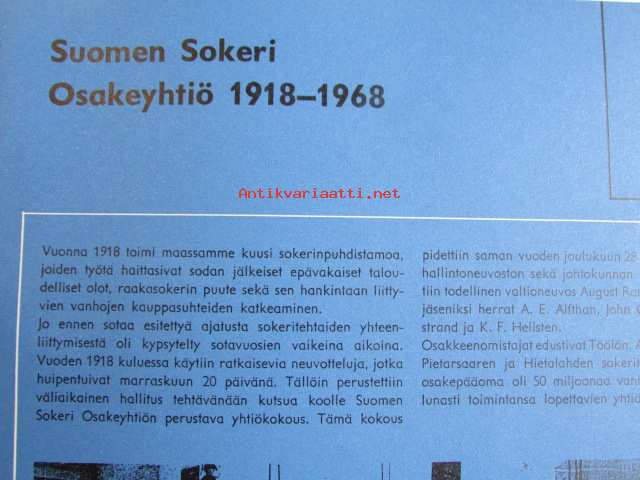 Suomen Sokeri
Osakeyhtiö 1918–1968
Antikvariaatti.net
Vuonna 1918 toimi maassamme kuusi sokerinpuhdistamoa,
joiden työtä haittasivat sodan jälkeiset epävakaiset talou-
delliset olot, raakasokerin puute sekä sen hankintaan liitty-
vien vanhojen kauppasuhteiden katkeaminen.
Jo ennen sotaa esitettyä ajatusta sokeritehtaiden yhteen-
liittymisestä oli kypsytelty sotavuosien vaikeina aikoina.
Vuoden 1918 kuluessa käytiin ratkaisevia neuvotteluja, jotka
huipentuivat marraskuun 20 päivänä. Tällöin perustettiin
väliaikainen hallitus tehtävänään kutsua koolle Suomen
Sokeri Osakeyhtiön perustava yhtiökokous. Tämä kokous
pidettiin saman vuoden joulukuun 28
hallintoneuvoston sekä johtokunnan
tiin todellinen valtioneuvos August
jäseniksi herrat A. E. Alfthan, John
strand ja K. F. Hellsten.
Osakkeenomistajat edustivat Töölön,
Pietarsaaren ja Hietalahden
osakepääoma oli 50 miljoonaa
lunasti toimintansa lopettavien